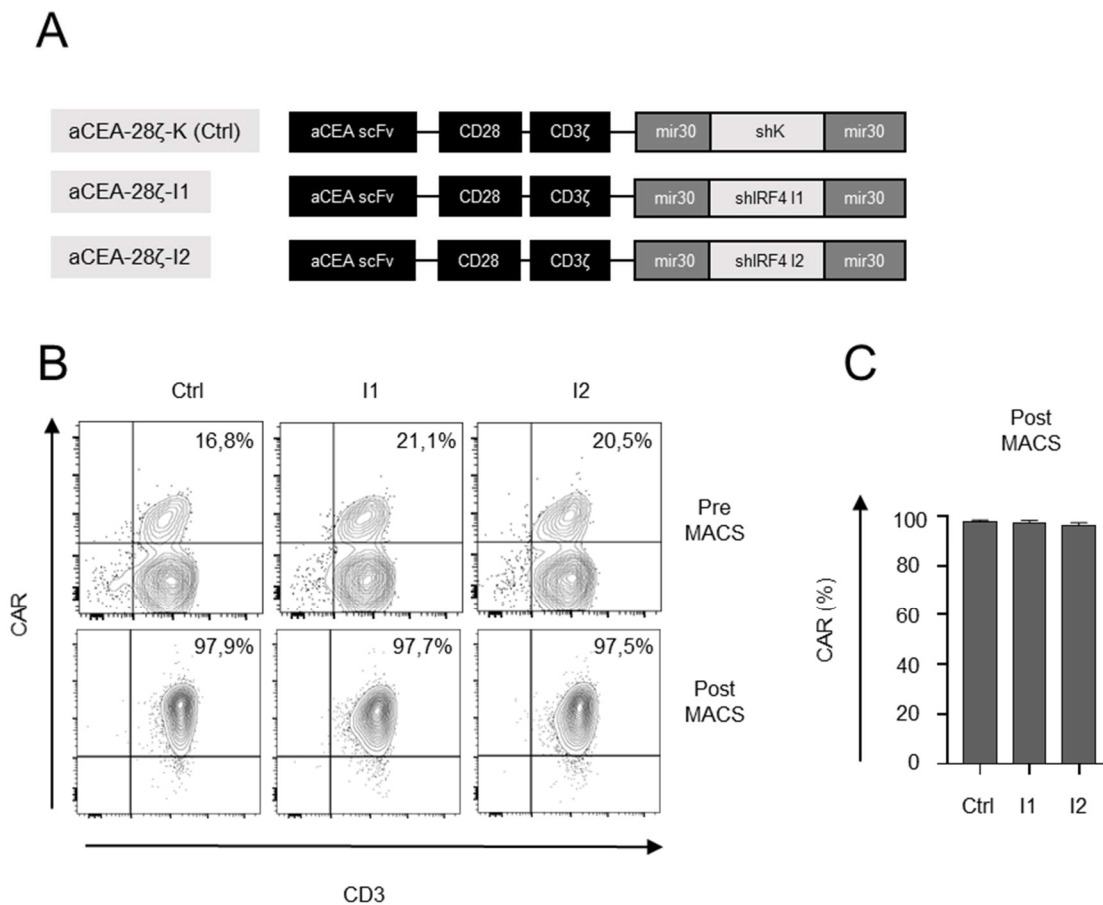 A
aCEA-28ζ-K (Ctrl) aCEA scFv CD28 CD3ζ mir30 shK mir30
aCEA-28ζ-I1 aCEA scFv CD28 CD3ζ mir30 shIRF4 I1 mir30
aCEA-28ζ-I2 aCEA scFv CD28 CD3ζ mir30 shIRF4 I2 mir30
B
Ctrl I1 I2
16,8% 21,1% 20,5%
Pre
MACS
97,9% 97,7% 97,5%
Post
MACS
CAR
CD3
C
Post
MACS
CAR (%)
100
80
60
40
20
0
Ctrl I1 I2